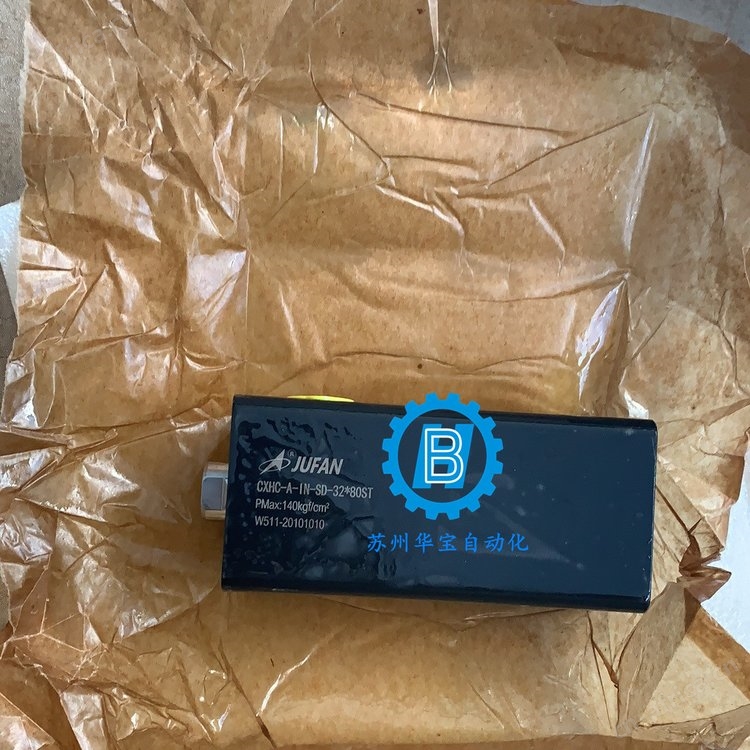 ® JUFAN
CXHC-A-IN-SD-32*80ST
PMax:140kgf/cm²
W511-20101010
B
苏州华宝自动化